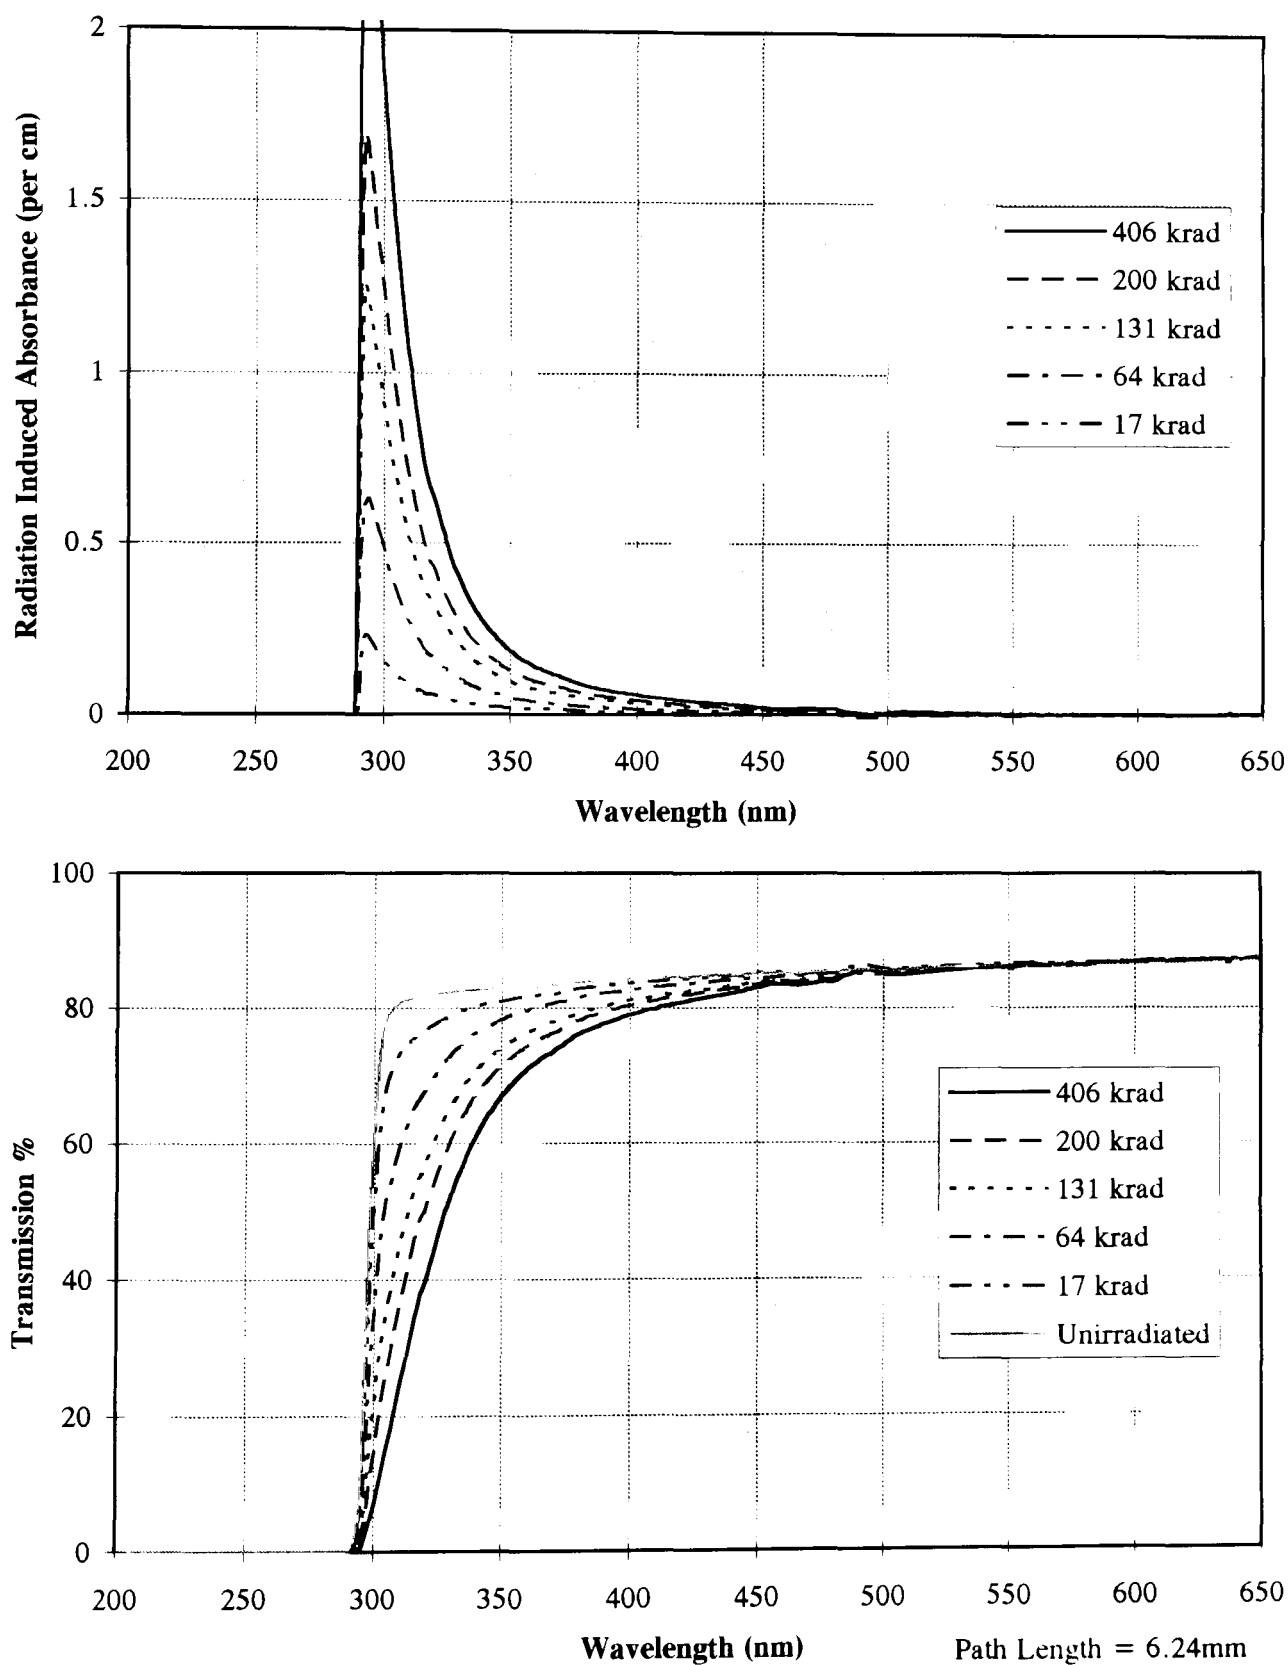 2
1.5
1
0.5
0
Radiation Induced Absorbance (per cm)
406 krad
200 krad
131 krad
64 krad
17 krad
200 250 300 350 400 450 500 550 600 650
Wavelength (nm)
100
80
60
40
20
0
Transmission %
406 krad
200 krad
131 krad
64 krad
17 krad
Unirradiated
200 250 300 350 400 450 500 550 600 650
Wavelength (nm)
Path Length = 6.24mm